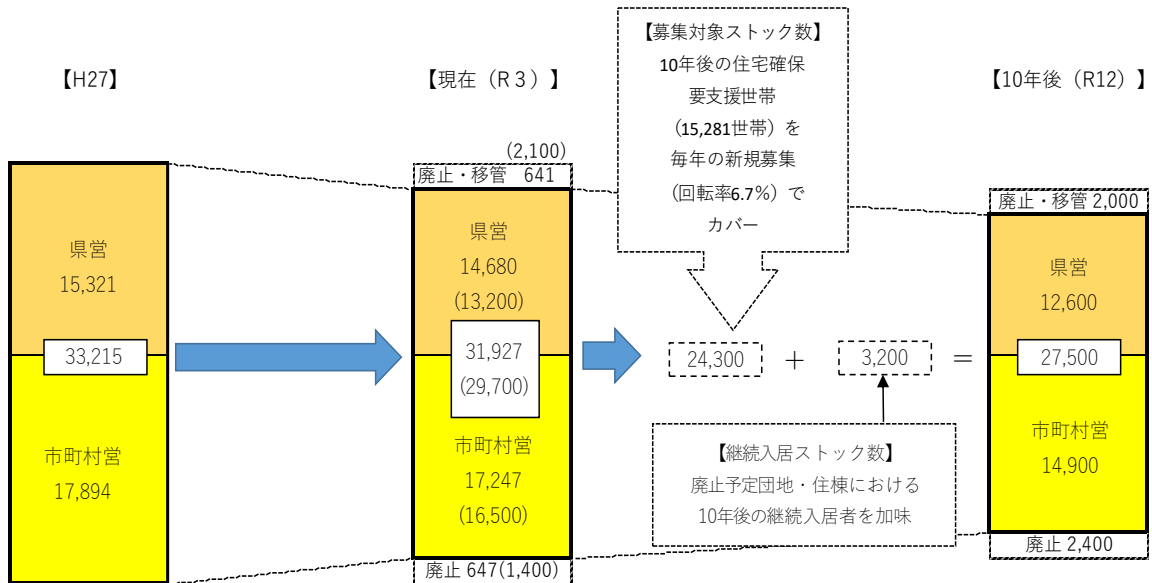 【H27】
県営
15,321
33,215
市町村営
17,894
【現在（R３）】
(2,100)
廃止・移管 641
県営
14,680
(13,200)
31,927
(29,700)
市町村営
17,247
(16,500)
廃止 647(1,400)
【募集対象ストック数】
10年後の住宅確保
要支援世帯
（15,281世帯）を
毎年の新規募集
（回転率6.7％）で
カバー
24,300 + 3,200 =
【継続入居ストック数】
廃止予定団地・住棟における
10年後の継続入居者を加味
【10年後（R12）】
廃止・移管 2,000
県営
12,600
27,500
市町村営
14,900
廃止 2,400